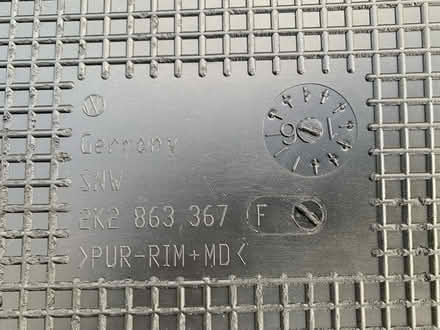 Germany
SNW
2K2 863 367 F
>PUR-RIM+MD<